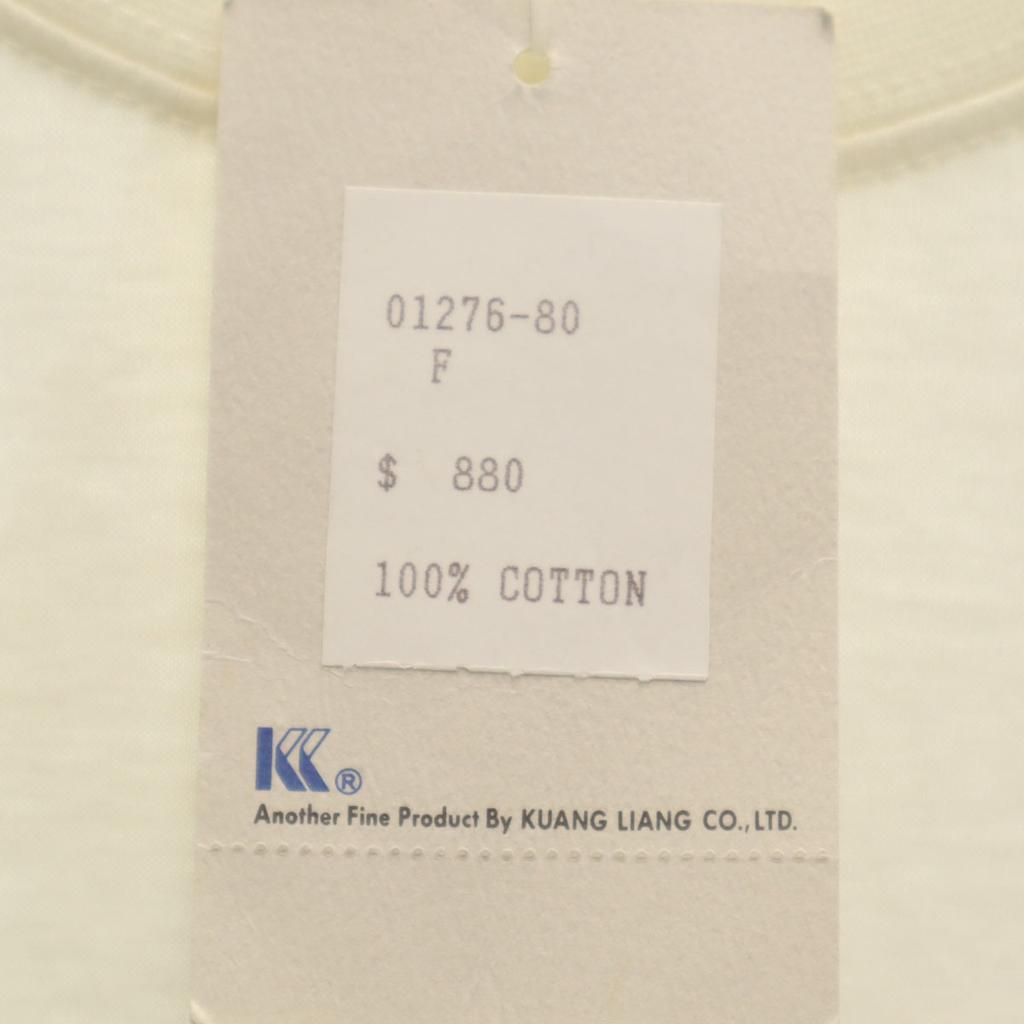 01276-80
F
$ 880
100% COTTON
KK®
Another Fine Product By KUANG LIANG CO.,LTD.